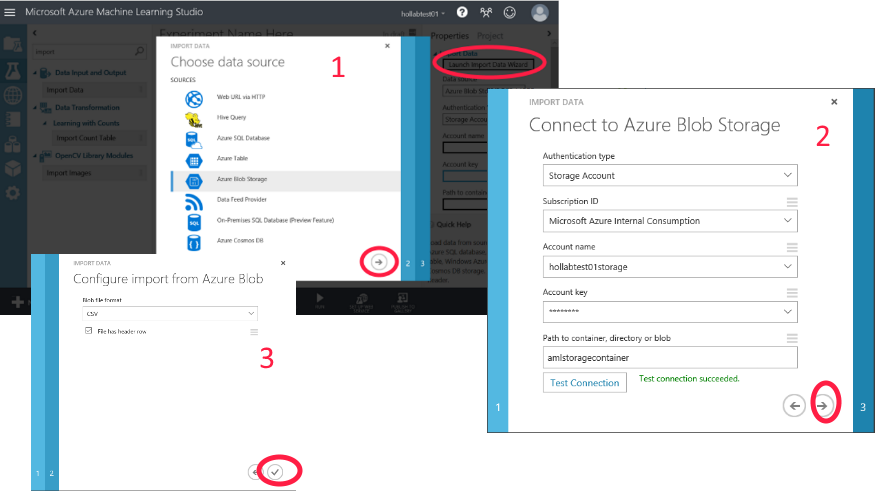 Microsoft Azure Machine Learning Studio
hollabtest01
Experiment Name Here
Properties Project
import
Data Input and Output
Import Data
Data Transformation
Learning with Counts
Import Count Table
OpenCV Library Modules
Import Images
IMPORT DATA
Choose data source
1
SOURCES
Web URL via HTTP
Hive Query
Azure SQL Database
Azure Table
Azure Blob Storage
Data Feed Provider
On-Premises SQL Database (Preview Feature)
Azure Cosmos DB
2 3
Import Data
Launch Import Data Wizard
Data source
Azure Blob
Authentication
Storage
Account name
Account key
Path to
Quick Help
RUN
IMPORT DATA
Connect to Azure Blob Storage
2
Authentication type
Storage Account
Subscription ID
Microsoft Azure Internal Consumption
Account name
hollabtest01storage
Account key
********
Path to container, directory or blob
amlstoragecontainer
Test Connection
Test connection succeeded.
1
3
IMPORT DATA
Configure import from Azure Blob
Blob file format
CSV
File has header row
3
1 2